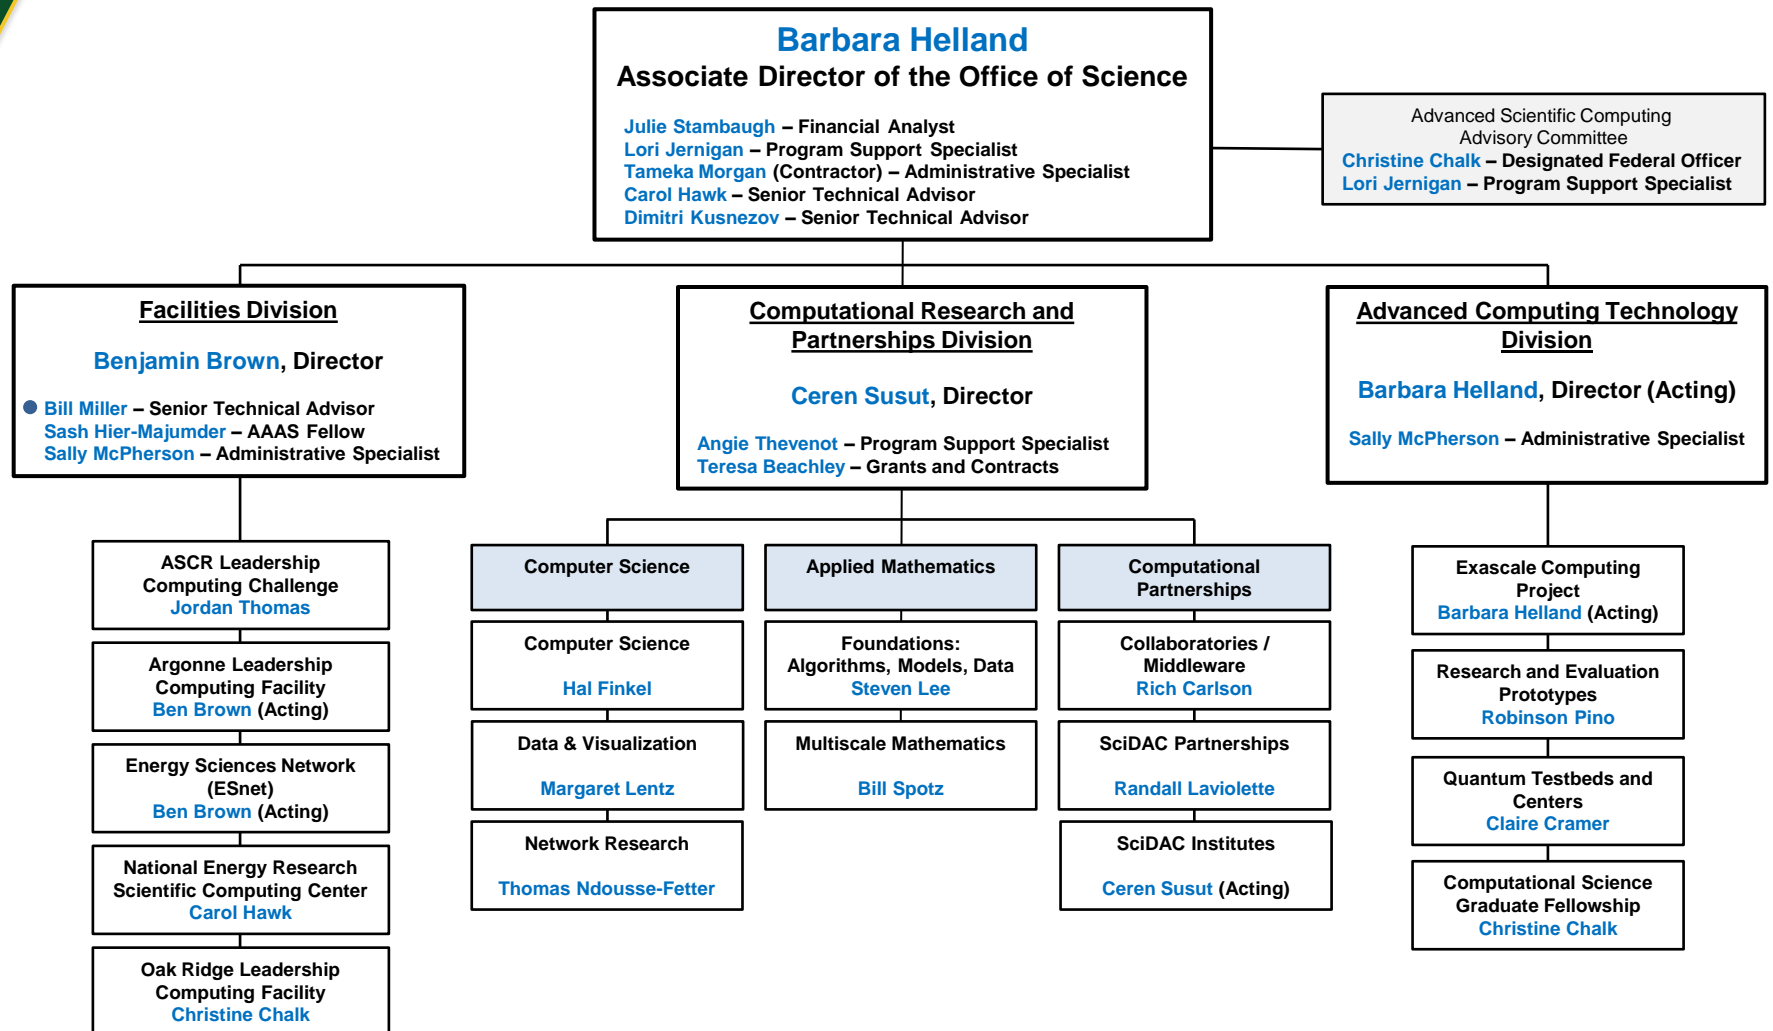 Barbara Helland
Associate Director of the Office of Science
Julie Stambaugh – Financial Analyst
Lori Jernigan – Program Support Specialist
Tameka Morgan (Contractor) – Administrative Specialist
Carol Hawk – Senior Technical Advisor
Dimitri Kusnezov – Senior Technical Advisor
Advanced Scientific Computing
Advisory Committee
Christine Chalk – Designated Federal Officer
Lori Jernigan – Program Support Specialist
Facilities Division
Benjamin Brown, Director
Bill Miller – Senior Technical Advisor
Sash Hier-Majumder – AAAS Fellow
Sally McPherson – Administrative Specialist
Computational Research and
Partnerships Division
Ceren Susut, Director
Angie Thevenot – Program Support Specialist
Teresa Beachley – Grants and Contracts
Advanced Computing Technology
Division
Barbara Helland, Director (Acting)
Sally McPherson – Administrative Specialist
ASCR Leadership
Computing Challenge
Jordan Thomas
Argonne Leadership
Computing Facility
Ben Brown (Acting)
Energy Sciences Network
(ESnet)
Ben Brown (Acting)
National Energy Research
Scientific Computing Center
Carol Hawk
Oak Ridge Leadership
Computing Facility
Christine Chalk
Computer Science
Computer Science
Hal Finkel
Data & Visualization
Margaret Lentz
Network Research
Thomas Ndousse-Fetter
Applied Mathematics
Foundations:
Algorithms, Models, Data
Steven Lee
Multiscale Mathematics
Bill Spotz
Computational
Partnerships
Collaboratories /
Middleware
Rich Carlson
SciDAC Partnerships
Randall Laviolette
SciDAC Institutes
Ceren Susut (Acting)
Exascale Computing
Project
Barbara Helland (Acting)
Research and Evaluation
Prototypes
Robinson Pino
Quantum Testbeds and
Centers
Claire Cramer
Computational Science
Graduate Fellowship
Christine Chalk